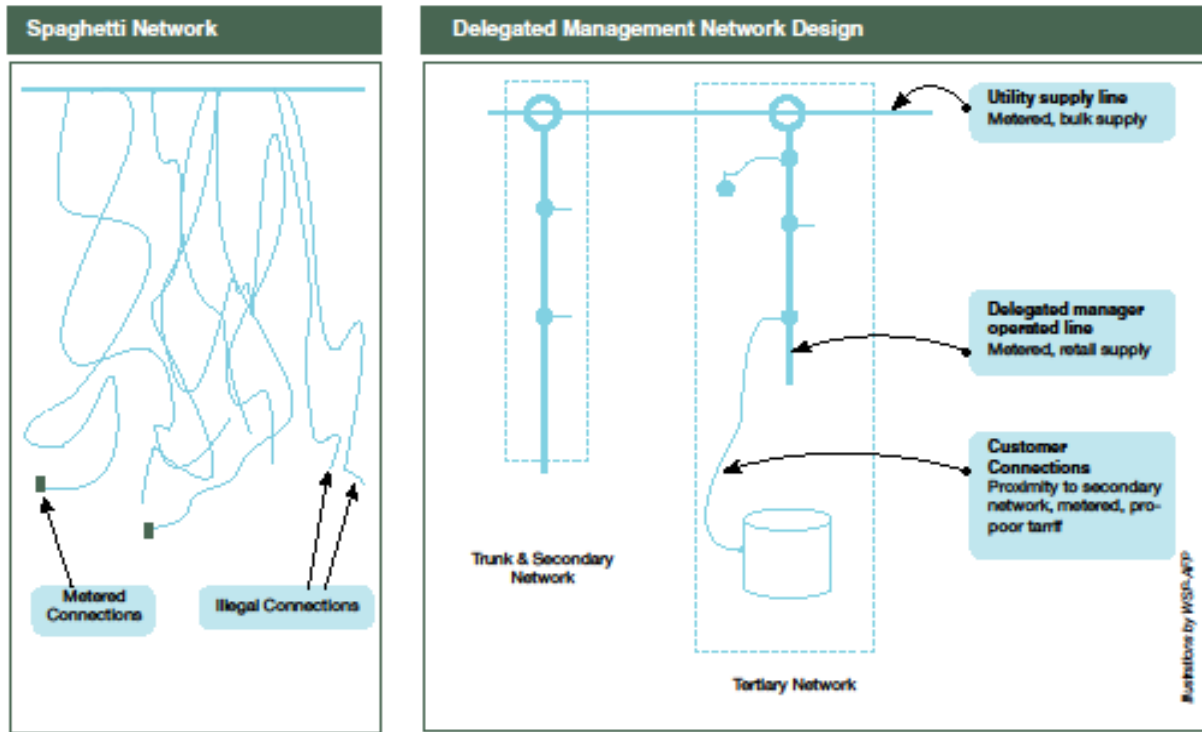 Spaghetti Network
Delegated Management Network Design
Utility supply line
Metered, bulk supply
Delegated manager
operated line
Metered, retail supply
Customer
Connections
Proximity to secondary
network, metered, pro-
poor tarrif
Trunk & Secondary
Network
Metered
Connections
Illegal Connections
Tertiary Network
Illustrations by WSP-AFP